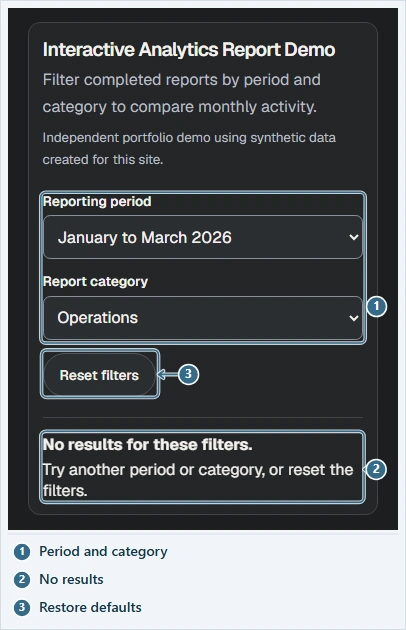 Interactive Analytics Report Demo
Filter completed reports by period and
category to compare monthly activity.
Independent portfolio demo using synthetic data
created for this site.
Reporting period
January to March 2026
Report category
1
Operations
Reset filters
3
No results for these filters.
Try another period or category, or reset the
filters.
2
1 Period and category
2 No results
3 Restore defaults